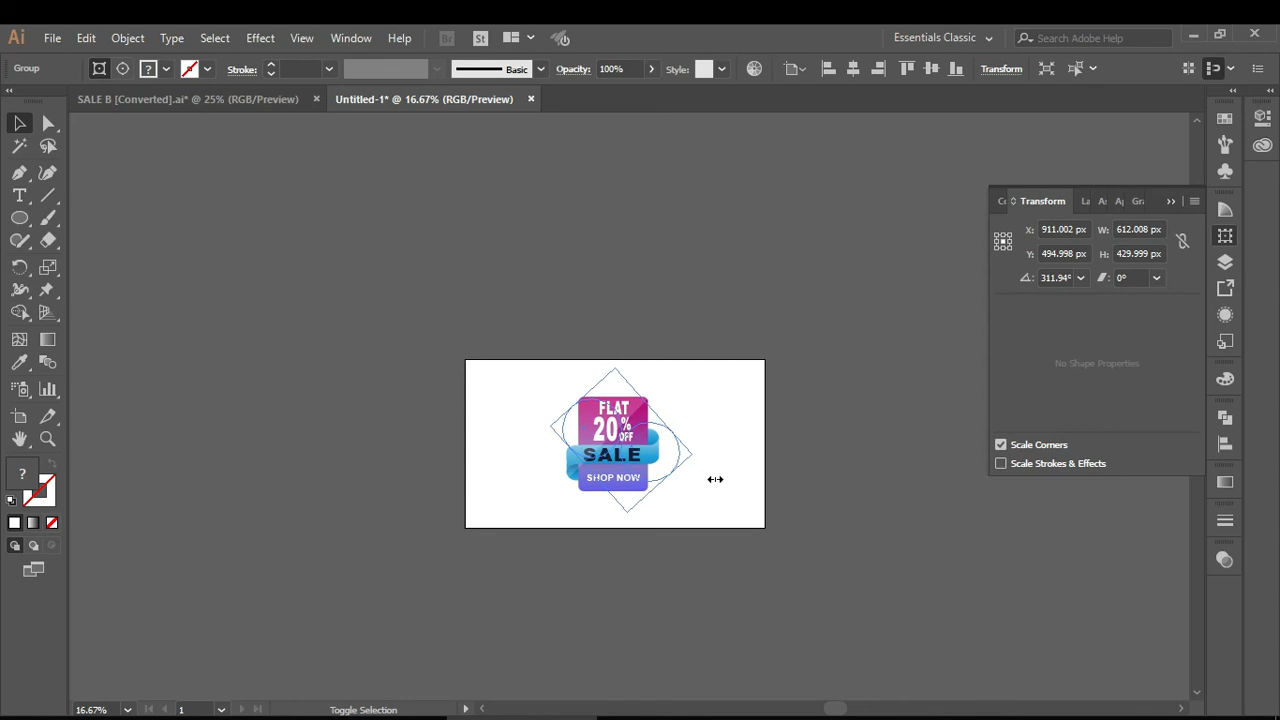 Ai File Edit Object Type Select Effect View Window Help Br St Essentials Classic Search Adobe Help
Group ? Stroke: Basic Opacity: 100% Style: Transform
SALE B [Converted].ai* @ 25% (RGB/Preview) × Untitled-1* @ 16.67% (RGB/Preview) ×
Transform La
X: 911.002 px W: 612.008 px
Y: 494.998 px H: 429.999 px
311.94° 0°
No Shape Properties
FLAT
20% OFF
SALE
SHOP NOW
Scale Corners
Scale Strokes & Effects
?
16.67% 1 Toggle Selection